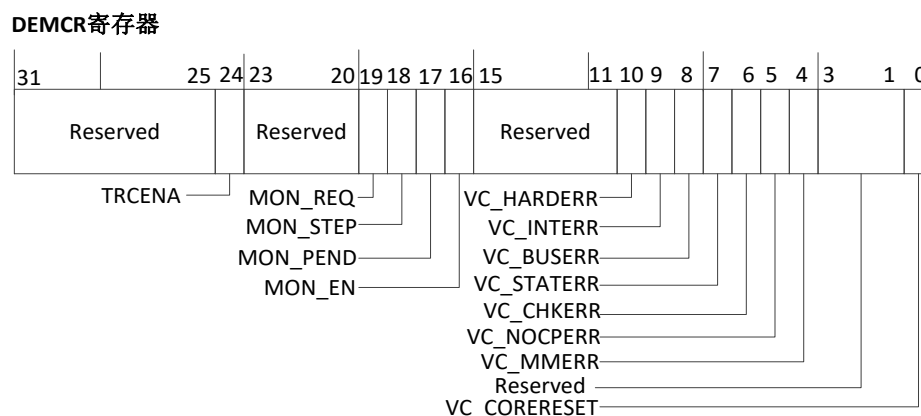 DEMCR寄存器
31 25 24 23 20 19 18 17 16 15 11 10 9 8 7 6 5 4 3 1 0
Reserved Reserved Reserved
TRCENA MON_REQ VC_HARDERR
MON_STEP VC_INTERR
MON_PEND VC_BUSERR
MON_EN VC_STATERR
VC_CHKERR
VC_NOCPERR
VC_MMERR
Reserved
VC_CORERESET